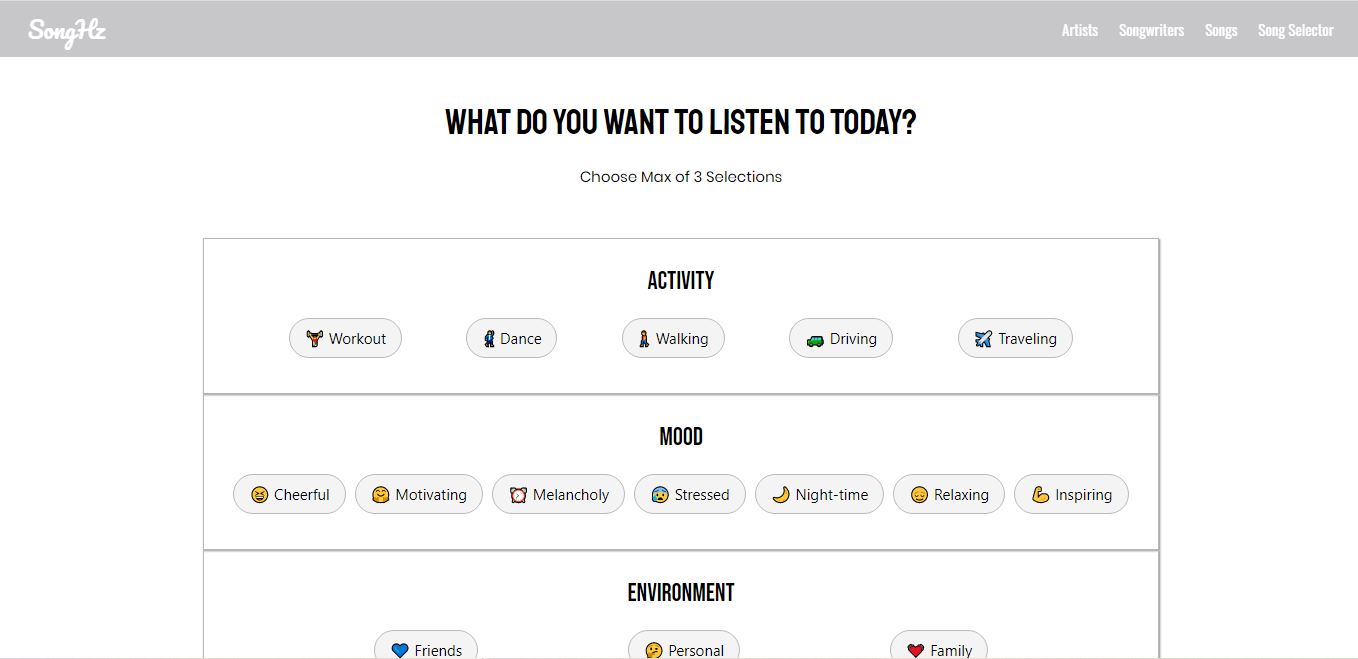 SongHz
Artists Songwriters Songs Song Selector
WHAT DO YOU WANT TO LISTEN TO TODAY?
Choose Max of 3 Selections
ACTIVITY
Workout Dance Walking Driving Traveling
MOOD
Cheerful Motivating Melancholy Stressed Night-time Relaxing Inspiring
ENVIRONMENT
Friends Personal Family